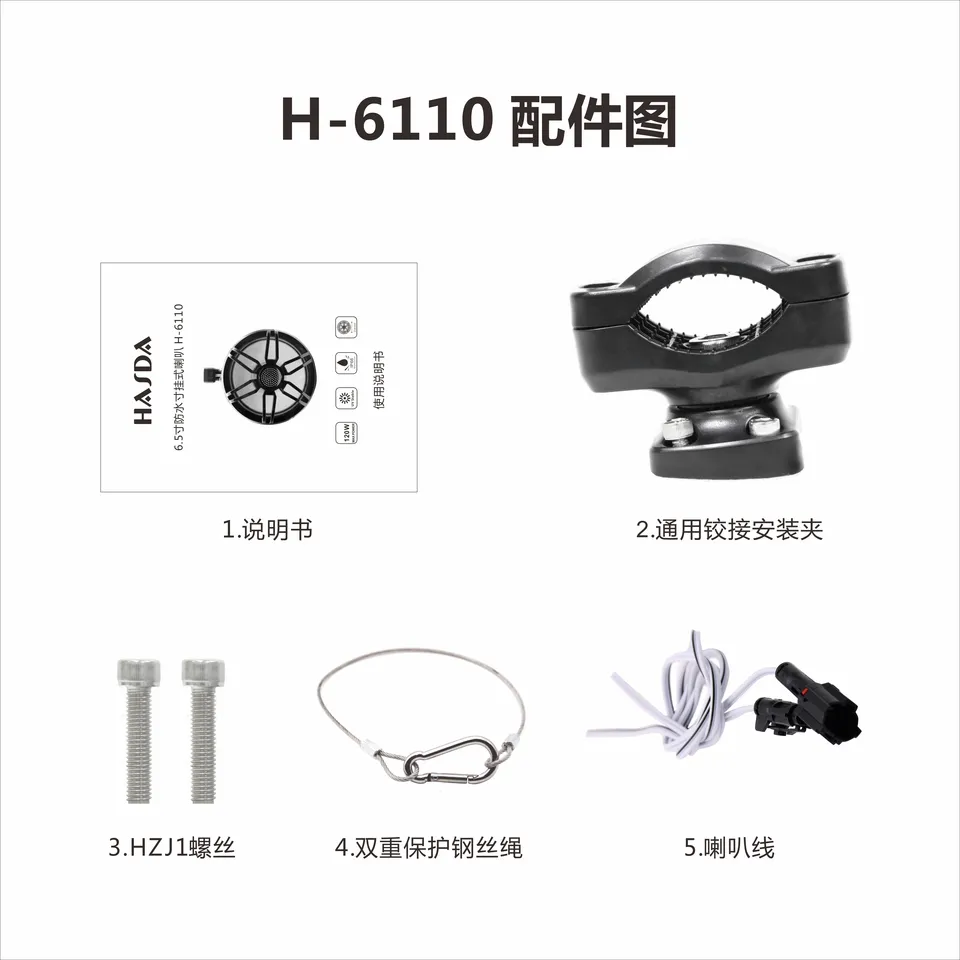 H-6110 配件图
HASDA
6.5寸防水寸挂式喇叭 H-6110
120W
使用说明书
1.说明书
2.通用铰接安装夹
3.HZJ1螺丝
4.双重保护钢丝绳
5.喇叭线